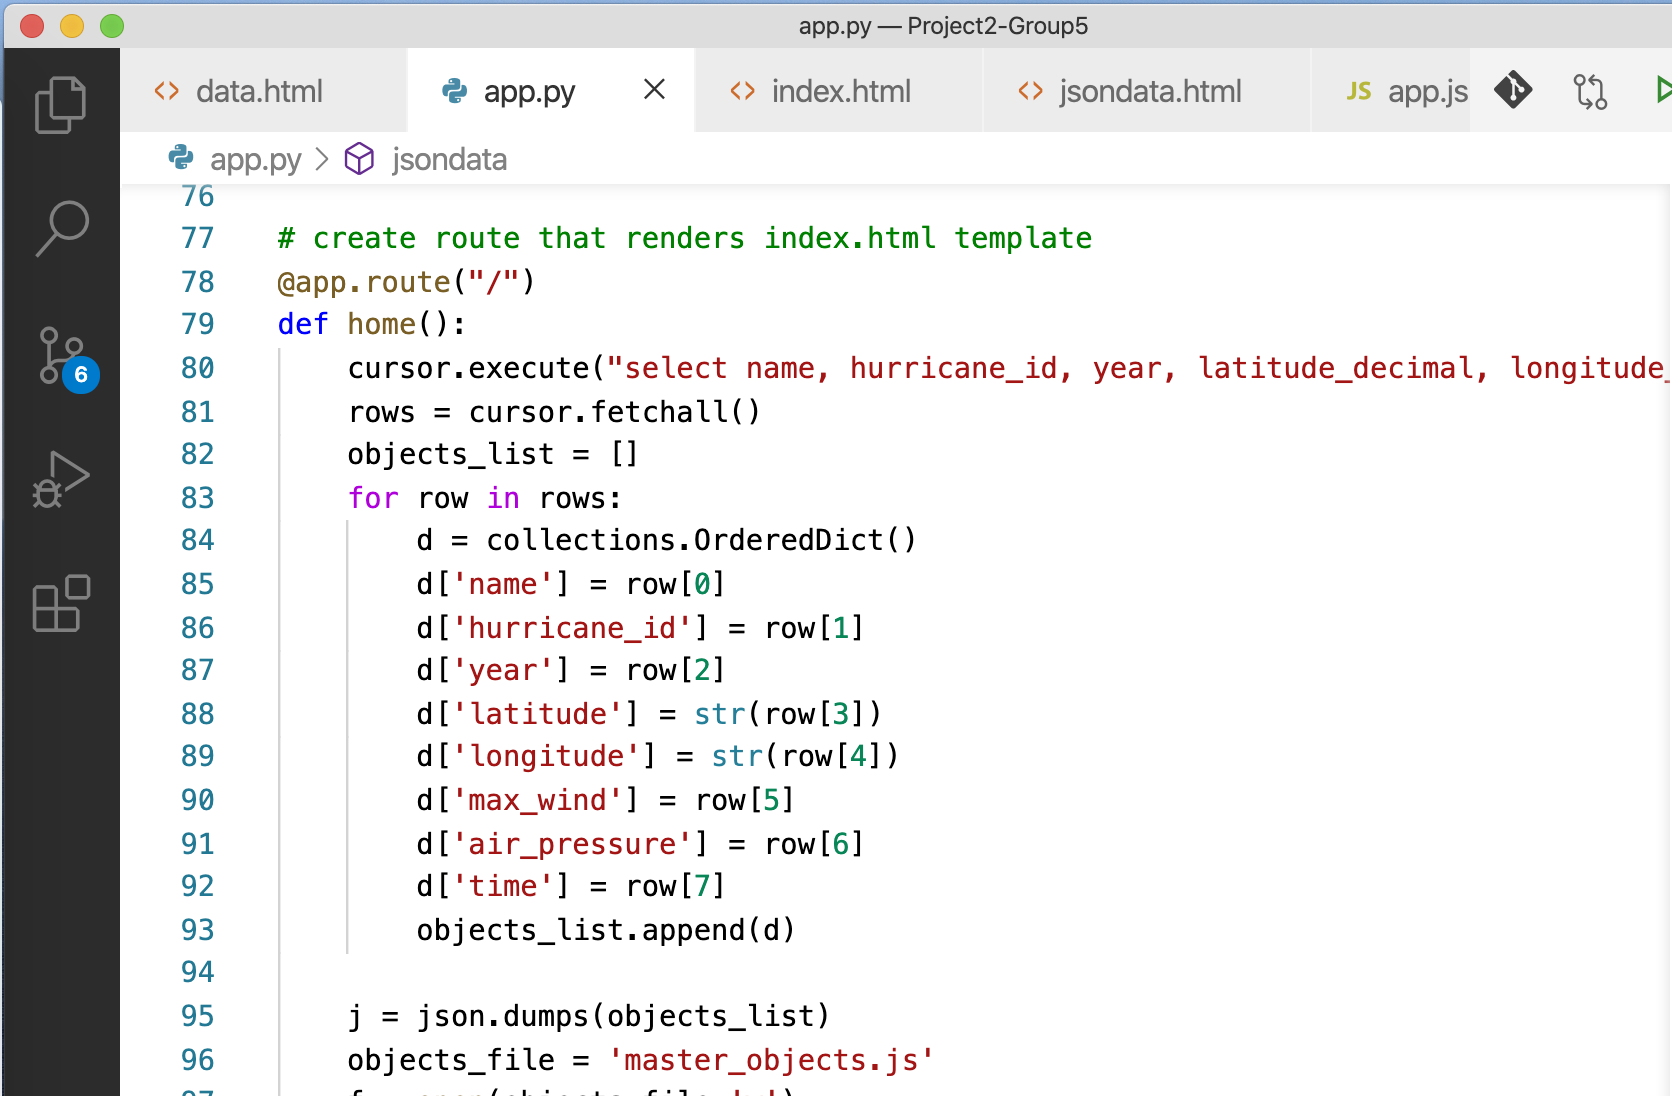 app.py — Project2-Group5
<> data.html app.py <> index.html <> jsondata.html JS app.js
app.py > jsondata
6
76
77 # create route that renders index.html template
78 @app.route("/")
79 def home():
80     cursor.execute("select name, hurricane_id, year, latitude_decimal, longitude_
81     rows = cursor.fetchall()
82     objects_list = []
83     for row in rows:
84         d = collections.OrderedDict()
85         d['name'] = row[0]
86         d['hurricane_id'] = row[1]
87         d['year'] = row[2]
88         d['latitude'] = str(row[3])
89         d['longitude'] = str(row[4])
90         d['max_wind'] = row[5]
91         d['air_pressure'] = row[6]
92         d['time'] = row[7]
93         objects_list.append(d)
94
95     j = json.dumps(objects_list)
96     objects_file = 'master_objects.js'